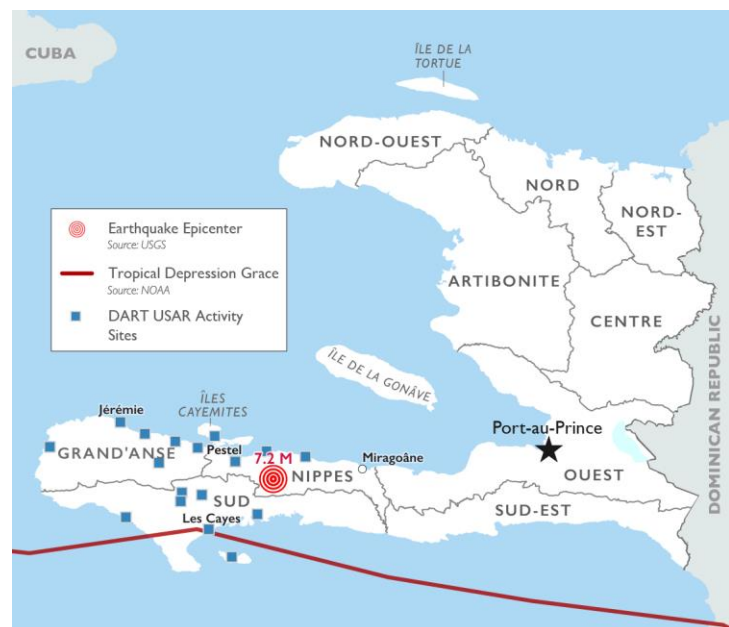 CUBA
ÎLE DE LA
TORTUE
NORD-OUEST
NORD
NORD-
EST
Earthquake Epicenter
Source: USGS
Tropical Depression Grace
Source: NOAA
DART USAR Activity
Sites
ARTIBONITE
CENTRE
ÎLE DE LA GONÂVE
DOMINICAN REPUBLIC
ÎLES
CAYEMITES
Jérémie
Port-au-Prince
GRAND'ANSE
Pestel
7.2 M
Miragoâne
NIPPES
OUEST
SUD
SUD-EST
Les Cayes